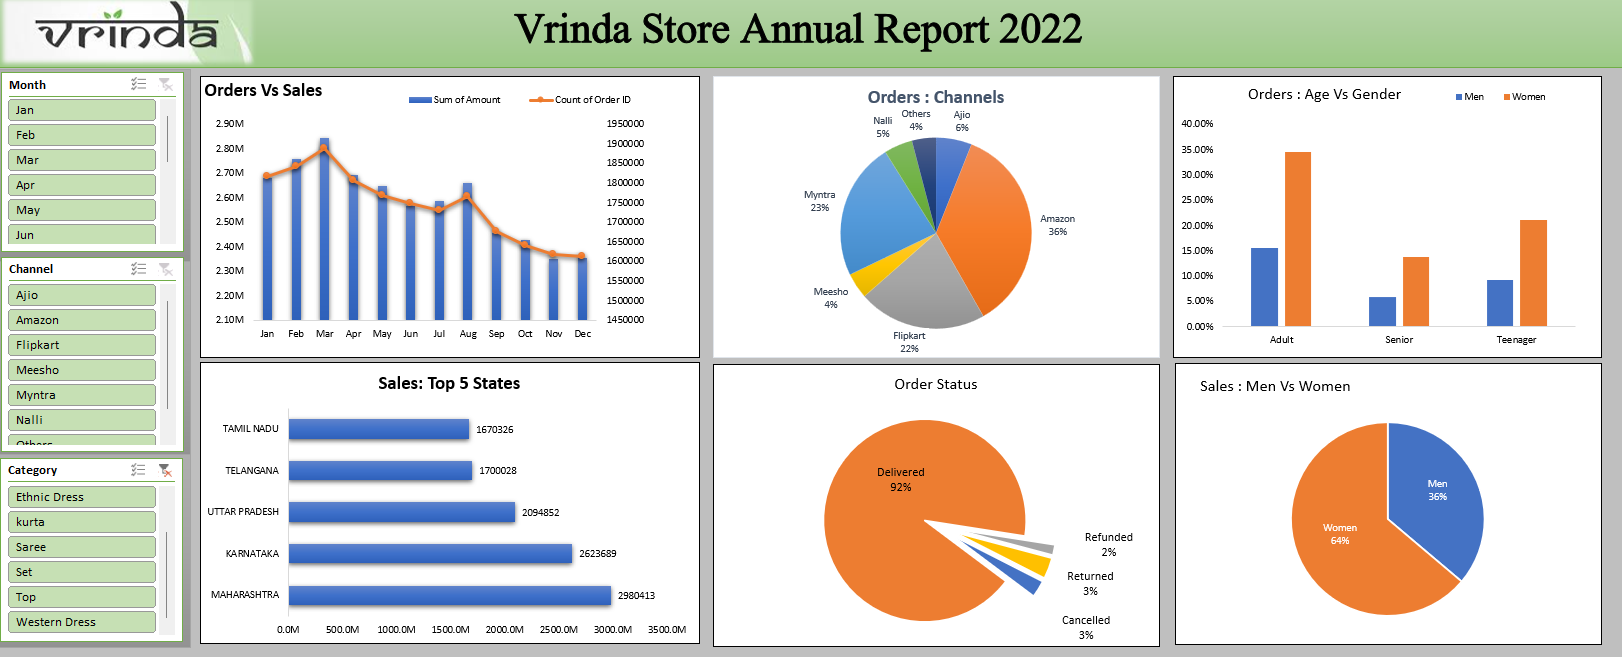 vrinda
Vrinda Store Annual Report 2022
Month
Jan
Feb
Mar
Apr
May
Jun
Channel
Ajio
Amazon
Flipkart
Meesho
Myntra
Nalli
Others
Category
Ethnic Dress
kurta
Saree
Set
Top
Western Dress
Orders Vs Sales
Sum of Amount
Count of Order ID
2.90M
2.80M
2.70M
2.60M
2.50M
2.40M
2.30M
2.20M
2.10M
1950000
1900000
1850000
1800000
1750000
1700000
1650000
1600000
1550000
1500000
1450000
Jan Feb Mar Apr May Jun Jul Aug Sep Oct Nov Dec
Orders : Channels
Others
4%
Ajio
6%
Nalli
5%
Myntra
23%
Amazon
36%
Meesho
4%
Flipkart
22%
Orders : Age Vs Gender
Men
Women
40.00%
35.00%
30.00%
25.00%
20.00%
15.00%
10.00%
5.00%
0.00%
Adult Senior Teenager
Sales: Top 5 States
TAMIL NADU 1670326
TELANGANA 1700028
UTTAR PRADESH 2094852
KARNATAKA 2623689
MAHARASHTRA 2980413
0.0M 500.0M 1000.0M 1500.0M 2000.0M 2500.0M 3000.0M 3500.0M
Order Status
Delivered
92%
Refunded
2%
Returned
3%
Cancelled
3%
Sales : Men Vs Women
Men
36%
Women
64%